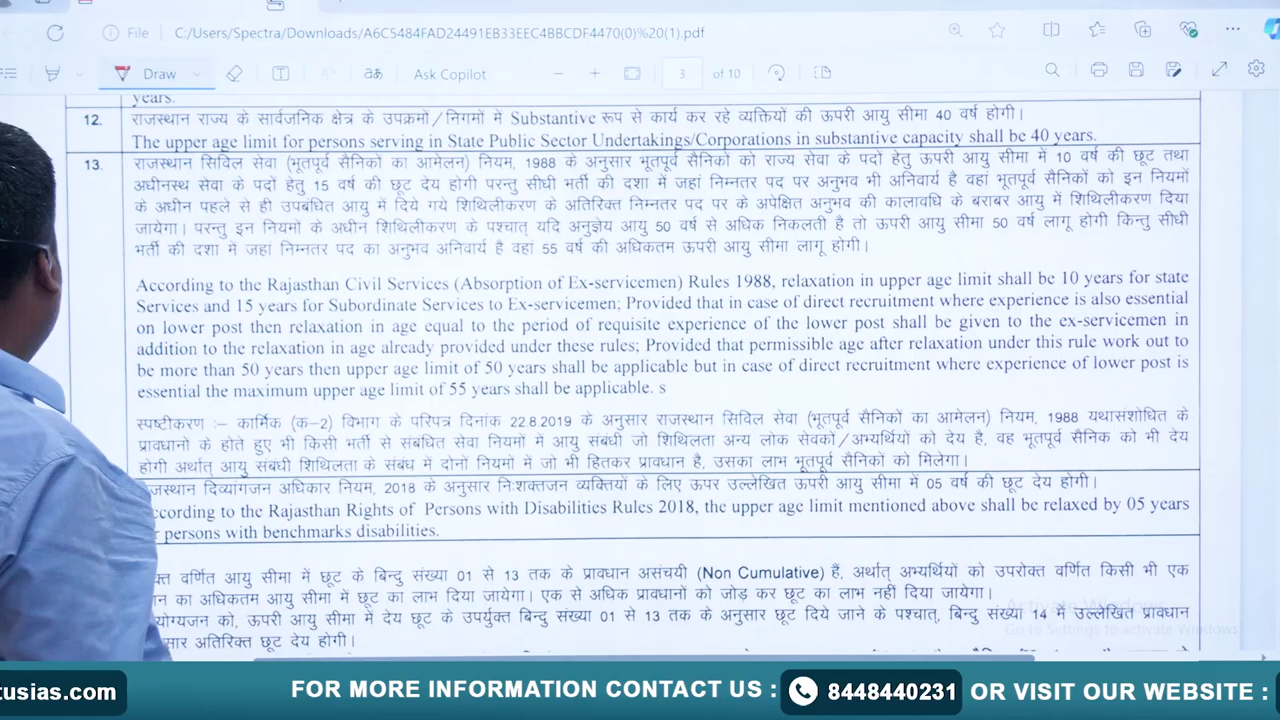 File
C:/Users/Spectra/Downloads/A6C5484FAD24491EB33EEC4BBCDF4470(0)%20(1).pdf
Draw
Ask Copilot
3 of 10
years.
12. राजस्थान राज्य के सार्वजनिक क्षेत्र के उपक्रमों/निगमों में Substantive रूप से कार्य कर रहे व्यक्तियों की ऊपरी आयु सीमा 40 वर्ष होगी।
The upper age limit for persons serving in State Public Sector Undertakings/Corporations in substantive capacity shall be 40 years.
13. राजस्थान सिविल सेवा (भूतपूर्व सैनिकों का आमेलन) नियम, 1988 के अनुसार भूतपूर्व सैनिकों को राज्य सेवा के पदो हेतु ऊपरी आयु सीमा में 10 वर्ष की छूट तथा
अधीनस्थ सेवा के पदों हेतु 15 वर्ष की छूट देय होगी परन्तु सीधी भर्ती की दशा में जहां निम्नतर पद पर अनुभव भी अनिवार्य है वहां भूतपूर्व सैनिकों को इन नियमों
के अधीन पहले से ही उपबंधित आयु में दिये गये शिथिलीकरण के अतिरिक्त निम्नतर पद पर के अपेक्षित अनुभव की कालावधि के बराबर आयु में शिथिलीकरण दिया
जायेगा। परन्तु इन नियमों के अधीन शिथिलीकरण के पश्चात् यदि अनुज्ञेय आयु 50 वर्ष से अधिक निकलती है तो ऊपरी आयु सीमा 50 वर्ष लागू होगी किन्तु सीधी
भर्ती की दशा में जहां निम्नतर पद का अनुभव अनिवार्य है वहां 55 वर्ष की अधिकतम ऊपरी आयु सीमा लागू होगी।
According to the Rajasthan Civil Services (Absorption of Ex-servicemen) Rules 1988, relaxation in upper age limit shall be 10 years for state
Services and 15 years for Subordinate Services to Ex-servicemen; Provided that in case of direct recruitment where experience is also essential
on lower post then relaxation in age equal to the period of requisite experience of the lower post shall be given to the ex-servicemen in
addition to the relaxation in age already provided under these rules; Provided that permissible age after relaxation under this rule work out to
be more than 50 years then upper age limit of 50 years shall be applicable but in case of direct recruitment where experience of lower post is
essential the maximum upper age limit of 55 years shall be applicable. s
स्पष्टीकरण :– कार्मिक (क-2) विभाग के परिपत्र दिनांक 22.8.2019 के अनुसार राजस्थान सिविल सेवा (भूतपूर्व सैनिकों का आमेलन) नियम, 1988 यथासंशोधित के
प्रावधानों के होते हुए भी किसी भर्ती से संबंधित सेवा नियमों में आयु संबंधी जो शिथिलता अन्य लोक सेवकों/अभ्यर्थियों को देय है, वह भूतपूर्व सैनिक को भी देय
होगी अर्थात् आयु संबंधी शिथिलता के संबंध में दोनों नियमों में जो भी हितकर प्रावधान है, उसका लाभ भूतपूर्व सैनिकों को मिलेगा।
जस्थान दिव्यांगजन अधिकार नियम, 2018 के अनुसार निःशक्तजन व्यक्तियों के लिए ऊपर उल्लेखित ऊपरी आयु सीमा में 05 वर्ष की छूट देय होगी।
ccording to the Rajasthan Rights of Persons with Disabilities Rules 2018, the upper age limit mentioned above shall be relaxed by 05 years
r persons with benchmarks disabilities.
क्त वर्णित आयु सीमा में छूट के बिन्दु संख्या 01 से 13 तक के प्रावधान असंचयी (Non Cumulative) हैं, अर्थात् अभ्यर्थियों को उपरोक्त वर्णित किसी भी एक
न का अधिकतम आयु सीमा में छूट का लाभ दिया जायेगा। एक से अधिक प्रावधानों को जोड़ कर छूट का लाभ नहीं दिया जायेगा।
योग्यजन को, ऊपरी आयु सीमा में देय छूट के उपर्युक्त बिन्दु संख्या 01 से 13 तक के अनुसार छूट दिये जाने के पश्चात्, बिन्दु संख्या 14 में उल्लेखित प्रावधान
सार अतिरिक्त छूट देय होगी।
Activate Windows
Go to Settings to activate Windows.
tusias.com
FOR MORE INFORMATION CONTACT US : 8448440231 OR VISIT OUR WEBSITE :